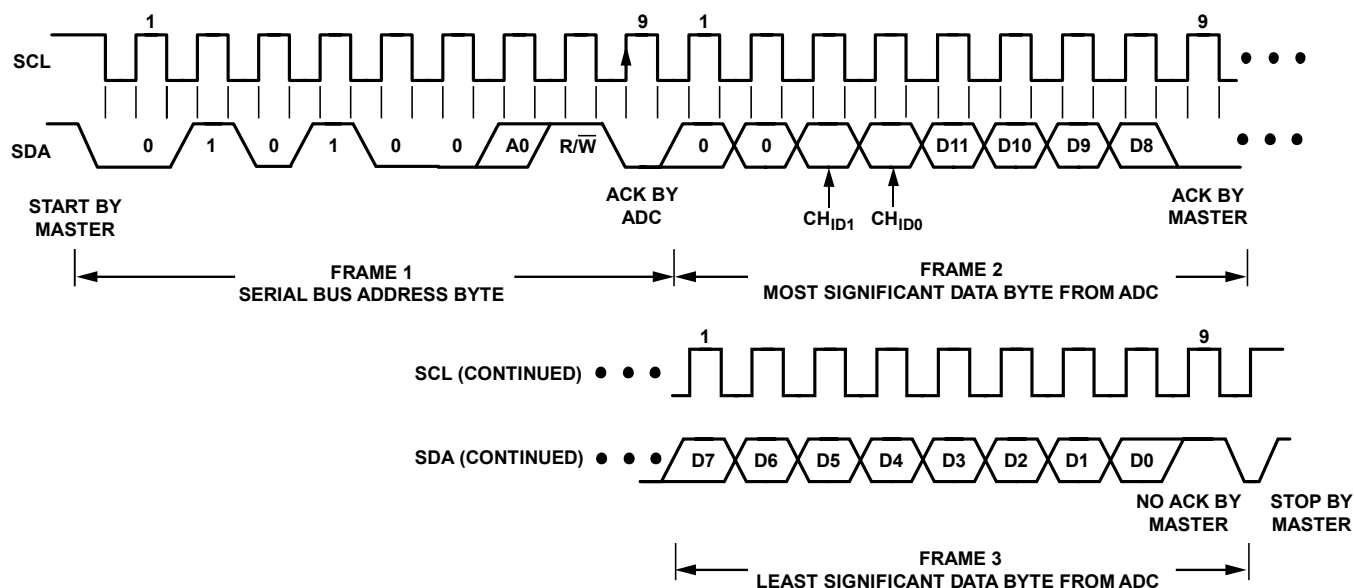 1 9 1 9
SCL
SDA 0 1 0 1 0 0 A0 R/W̅ 0 0 D11 D10 D9 D8
START BY
MASTER
ACK BY
ADC
CH_ID1 CH_ID0
ACK BY
MASTER
FRAME 1
SERIAL BUS ADDRESS BYTE
FRAME 2
MOST SIGNIFICANT DATA BYTE FROM ADC
1 9
SCL (CONTINUED)
SDA (CONTINUED) D7 D6 D5 D4 D3 D2 D1 D0
NO ACK BY
MASTER
STOP BY
MASTER
FRAME 3
LEAST SIGNIFICANT DATA BYTE FROM ADC